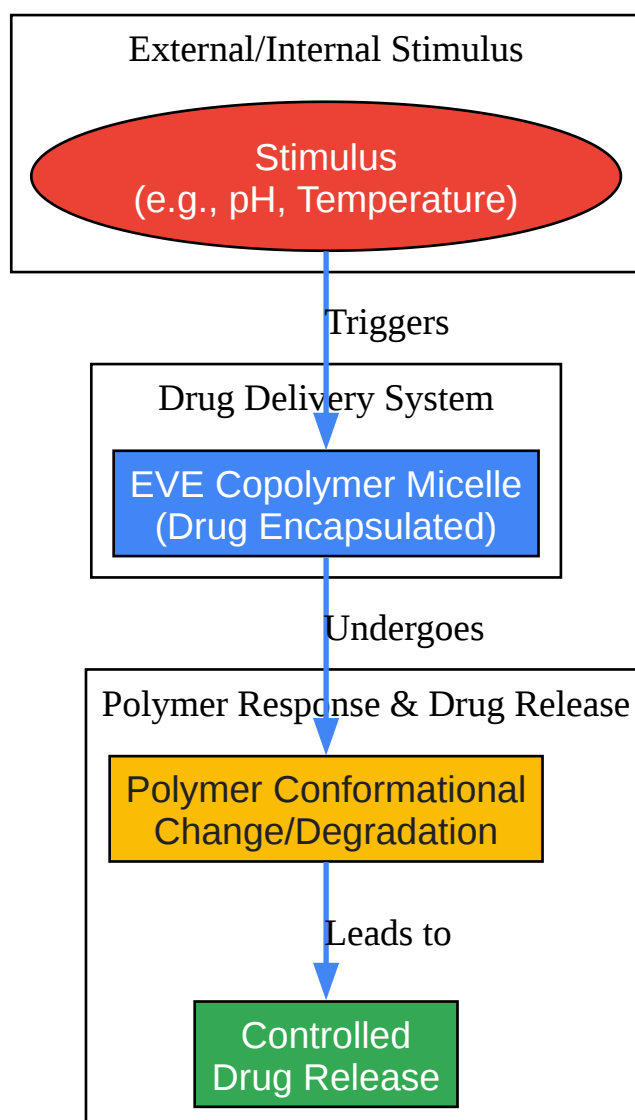 External/Internal Stimulus
Stimulus
(e.g., pH, Temperature)
Triggers
Drug Delivery System
EVE Copolymer Micelle
(Drug Encapsulated)
Undergoes
Polymer Response & Drug Release
Polymer Conformational
Change/Degradation
Leads to
Controlled
Drug Release